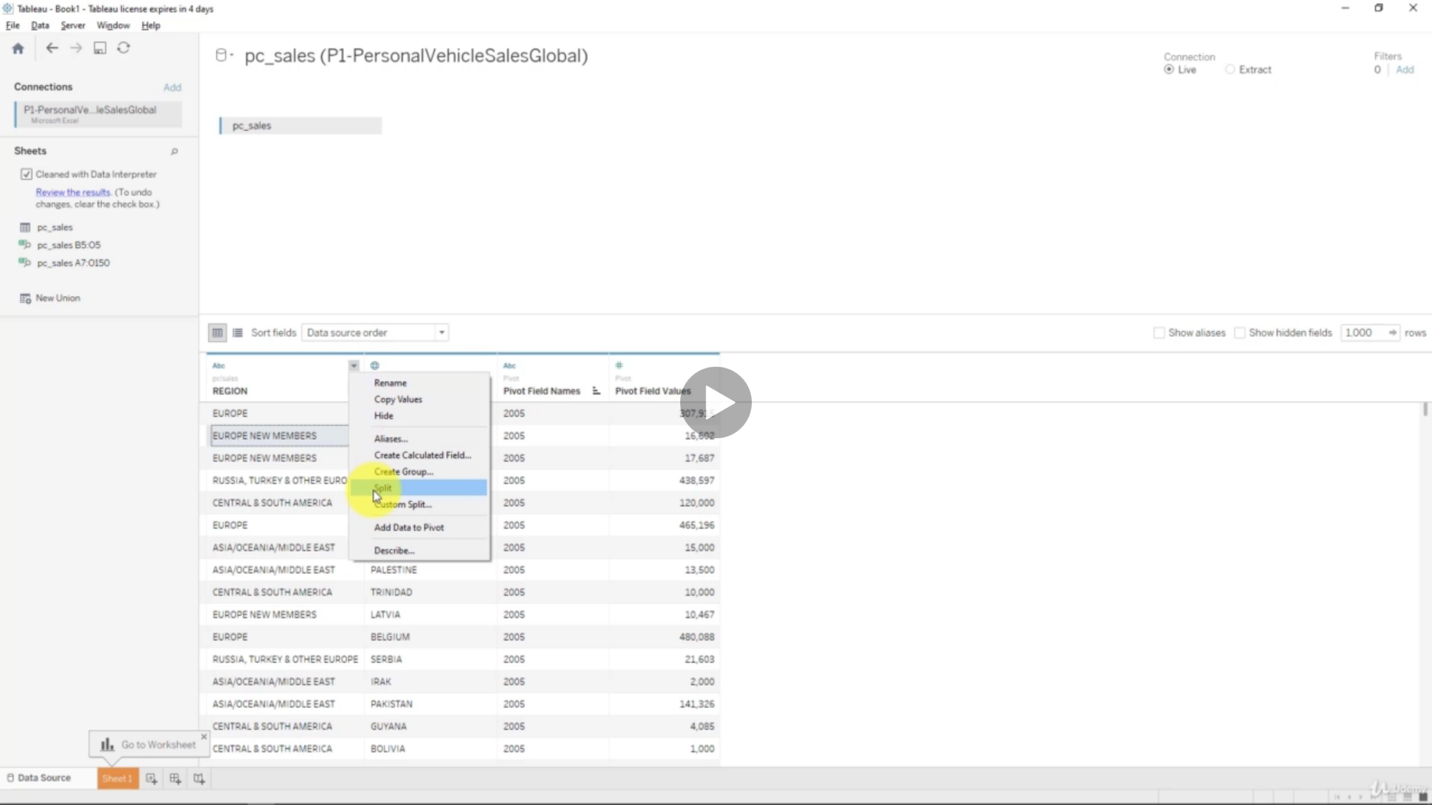 Tableau - Book1 - Tableau license expires in 4 days
File Data Server Window Help
pc_sales (P1-PersonalVehicleSalesGlobal)
Connection
Live Extract
Filters
0 Add
Connections Add
P1-PersonalVe...leSalesGlobal
Microsoft Excel
pc_sales
Sheets
Cleaned with Data Interpreter
Review the results. (To undo
changes, clear the check box.)
pc_sales
pc_sales B5:O5
pc_sales A7:O150
New Union
Sort fields Data source order Show aliases Show hidden fields 1,000 rows
Abc Abc #
pc_sales Pivot Pivot
REGION Pivot Field Names Pivot Field Values
Rename
Copy Values
Hide
Aliases...
Create Calculated Field...
Create Group...
Split
Custom Split...
Add Data to Pivot
Describe...
EUROPE 2005
EUROPE NEW MEMBERS 2005 16,602
EUROPE NEW MEMBERS 2005 17,687
RUSSIA, TURKEY & OTHER EURO 2005 438,597
CENTRAL & SOUTH AMERICA 2005 120,000
EUROPE 2005 465,196
ASIA/OCEANIA/MIDDLE EAST 2005 15,000
ASIA/OCEANIA/MIDDLE EAST PALESTINE 2005 13,500
CENTRAL & SOUTH AMERICA TRINIDAD 2005 10,000
EUROPE NEW MEMBERS LATVIA 2005 10,467
EUROPE BELGIUM 2005 480,088
RUSSIA, TURKEY & OTHER EUROPE SERBIA 2005 21,603
ASIA/OCEANIA/MIDDLE EAST IRAK 2005 2,000
ASIA/OCEANIA/MIDDLE EAST PAKISTAN 2005 141,326
CENTRAL & SOUTH AMERICA GUYANA 2005 4,085
CENTRAL & SOUTH AMERICA BOLIVIA 2005 1,000
Go to Worksheet
Data Source Sheet 1
Udemy